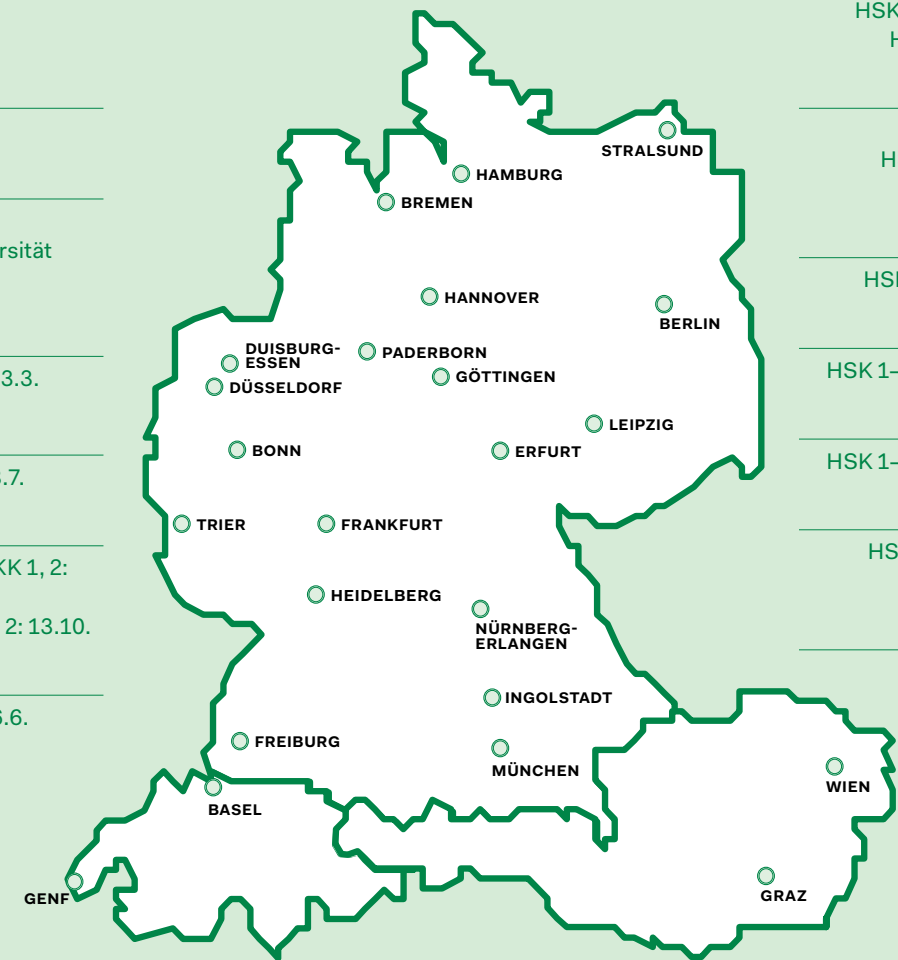 rsität
3.3.
.7.
KK 1, 2:
2: 13.10.
6.6.
STRALSUND
HAMBURG
BREMEN
HANNOVER
BERLIN
DUISBURG-
ESSEN
PADERBORN
DÜSSELDORF
GÖTTINGEN
LEIPZIG
BONN
ERFURT
TRIER
FRANKFURT
HEIDELBERG
NÜRNBERG-
ERLANGEN
INGOLSTADT
FREIBURG
MÜNCHEN
BASEL
WIEN
GENF
GRAZ
HSK
H
H
HSK
HSK 1–
HSK 1–
HS